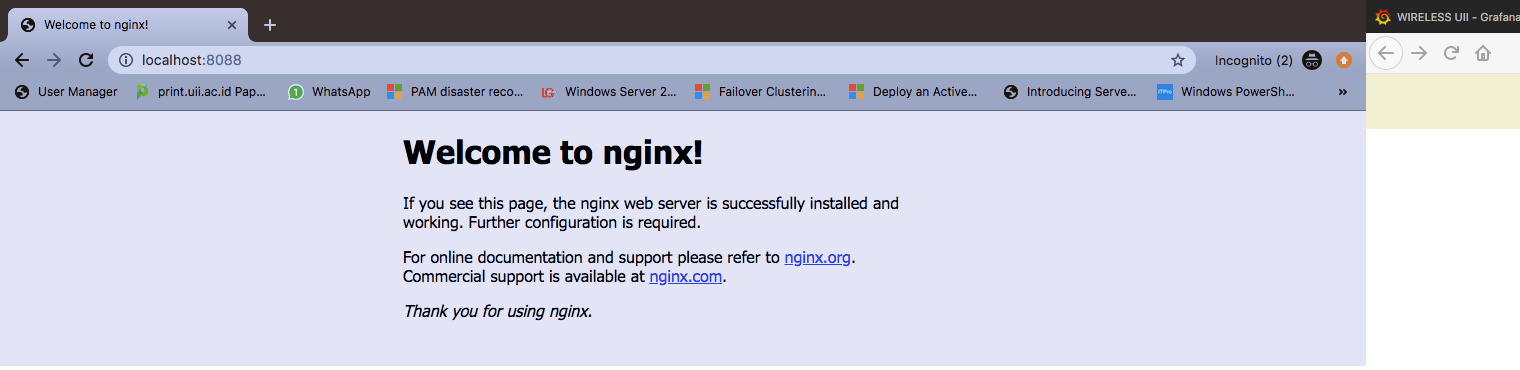 Welcome to nginx!
WIRELESS UII - Grafana
localhost:8088
Incognito (2)
User Manager
print.uii.ac.id Pap...
1
WhatsApp
PAM disaster reco...
LG
Windows Server 2...
Failover Clusterin...
Deploy an Active...
Introducing Serve...
ITPro
Windows PowerSh...
»
Welcome to nginx!
If you see this page, the nginx web server is successfully installed and
working. Further configuration is required.
For online documentation and support please refer to nginx.org.
Commercial support is available at nginx.com.
Thank you for using nginx.